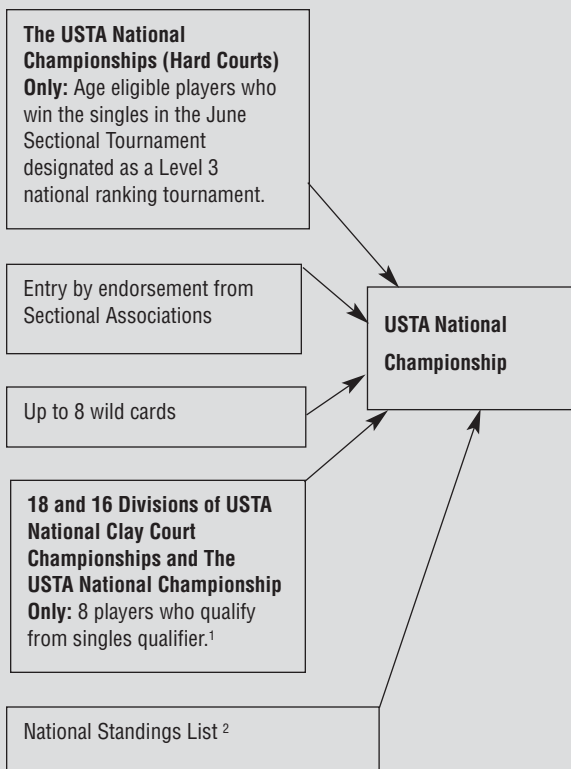 The USTA National
Championships (Hard Courts)
Only: Age eligible players who
win the singles in the June
Sectional Tournament
designated as a Level 3
national ranking tournament.
Entry by endorsement from
Sectional Associations
USTA National
Championship
Up to 8 wild cards
18 and 16 Divisions of USTA
National Clay Court
Championships and The
USTA National Championship
Only: 8 players who qualify
from singles qualifier.¹
National Standings List ²